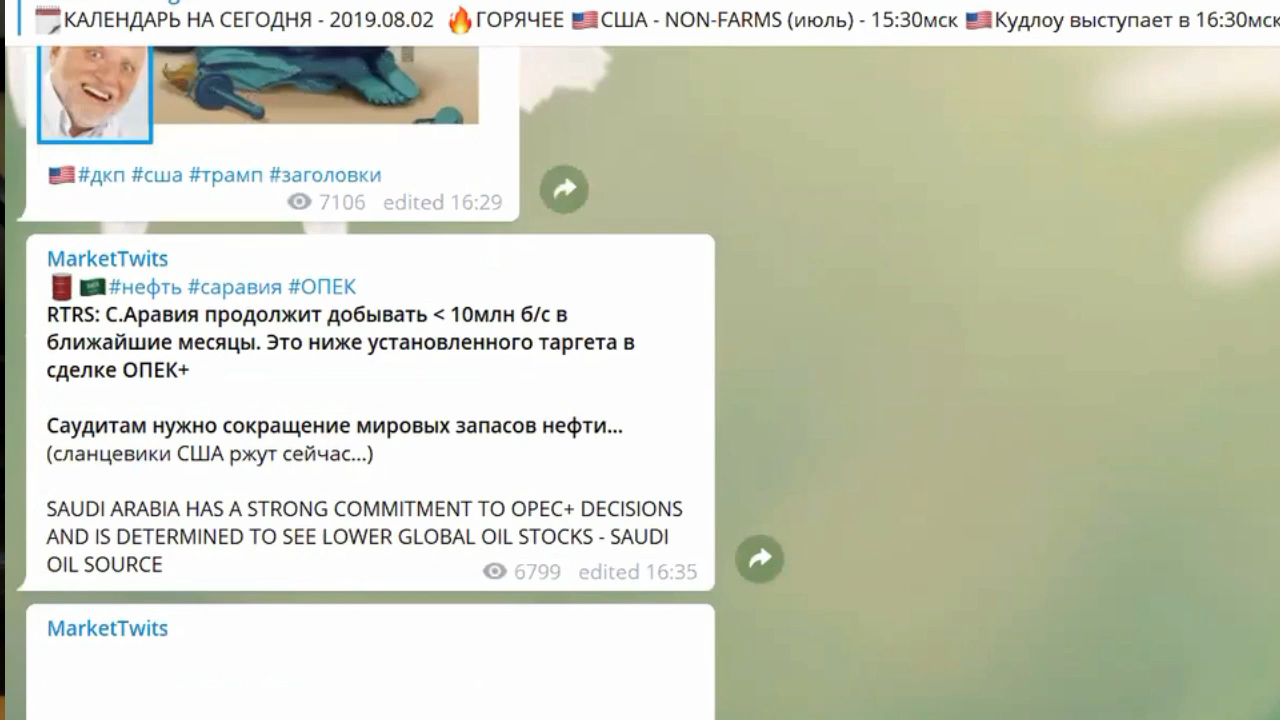 КАЛЕНДАРЬ НА СЕГОДНЯ - 2019.08.02 🔥ГОРЯЧЕЕ 🇺🇸США - NON-FARMS (июль) - 15:30мск 🇺🇸Кудлоу выступает в 16:30мск
🇺🇸#дкп #сша #трамп #заголовки
7106 edited 16:29
MarketTwits
🛢🇸🇦#нефть #саравия #ОПЕК
RTRS: С.Аравия продолжит добывать < 10млн б/с в
ближайшие месяцы. Это ниже установленного таргета в
сделке ОПЕК+
Саудитам нужно сокращение мировых запасов нефти...
(сланцевики США ржут сейчас...)
SAUDI ARABIA HAS A STRONG COMMITMENT TO OPEC+ DECISIONS
AND IS DETERMINED TO SEE LOWER GLOBAL OIL STOCKS - SAUDI
OIL SOURCE
6799 edited 16:35
MarketTwits